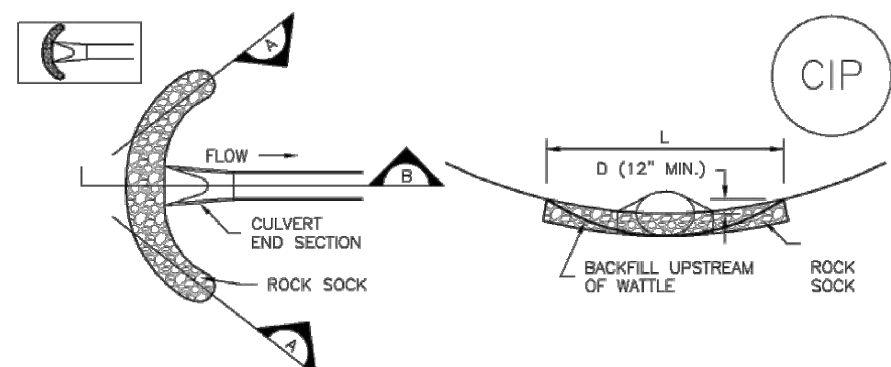 A
FLOW
B
CULVERT
END SECTION
ROCK SOCK
A
CIP
L
D (12" MIN.)
BACKFILL UPSTREAM
OF WATTLE
ROCK
SOCK